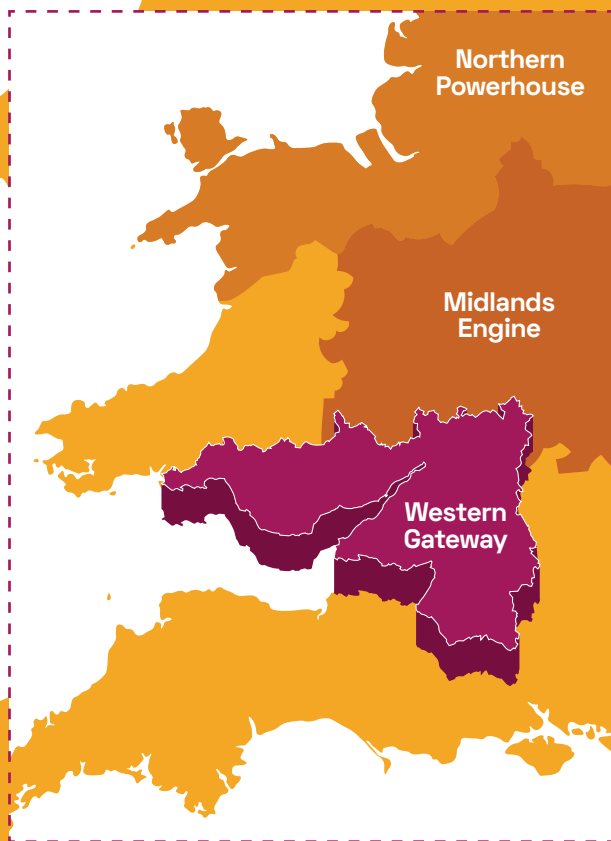 Northern
Powerhouse
Midlands
Engine
Western
Gateway